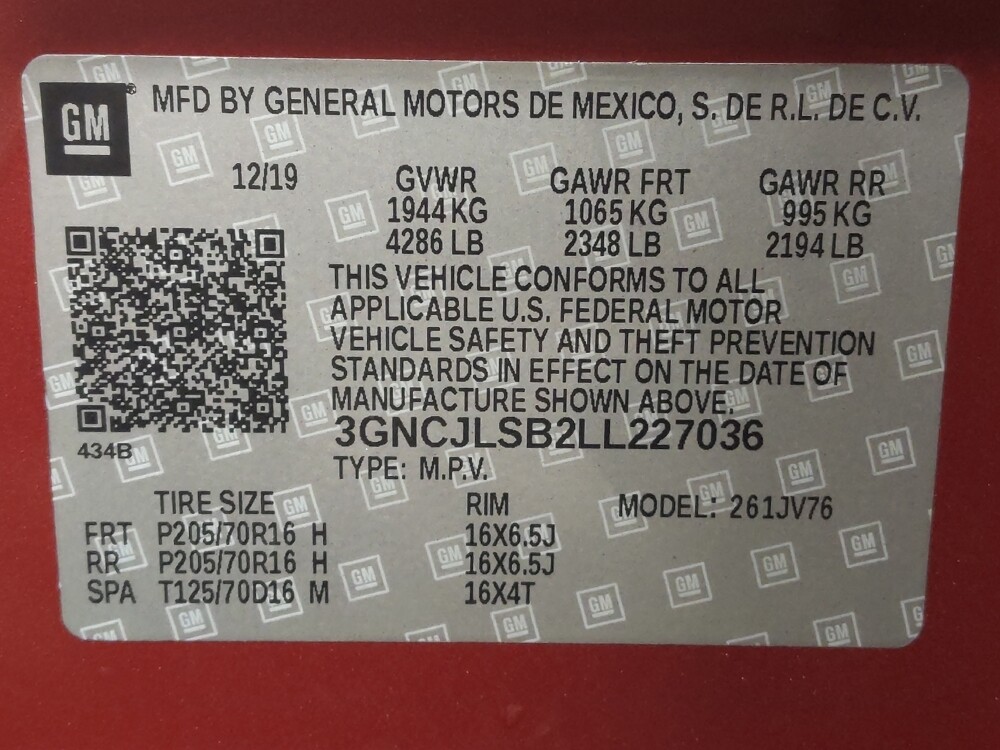 GM ® MFD BY GENERAL MOTORS DE MEXICO, S. DE R.L. DE C.V.
12/19 GVWR GAWR FRT GAWR RR
1944 KG 1065 KG 995 KG
4286 LB 2348 LB 2194 LB
THIS VEHICLE CONFORMS TO ALL
APPLICABLE U.S. FEDERAL MOTOR
VEHICLE SAFETY AND THEFT PREVENTION
STANDARDS IN EFFECT ON THE DATE OF
MANUFACTURE SHOWN ABOVE.
3GNCJLSB2LL227036
434B
TYPE: M.P.V.
TIRE SIZE RIM MODEL: 261JV76
FRT P205/70R16 H 16X6.5J
RR P205/70R16 H 16X6.5J
SPA T125/70D16 M 16X4T